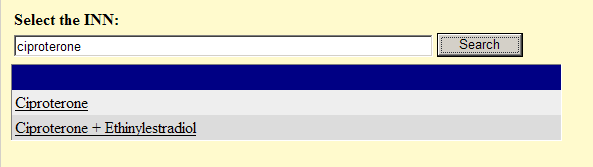 Select the INN:
ciproterone Search
Ciproterone
Ciproterone + Ethinylestradiol